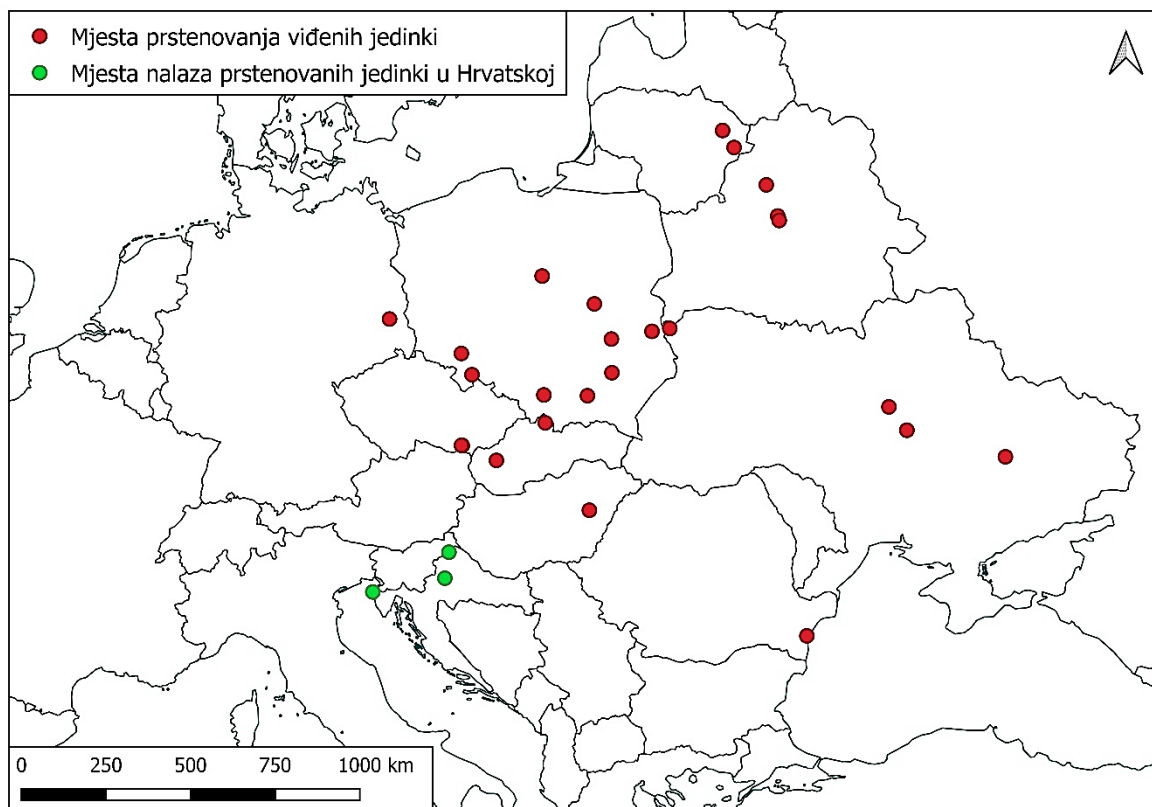 Mjesta prstenovanja viđenih jedinki
Mjesta nalaza prstenovanih jedinki u Hrvatskoj
0 250 500 750 1000 km